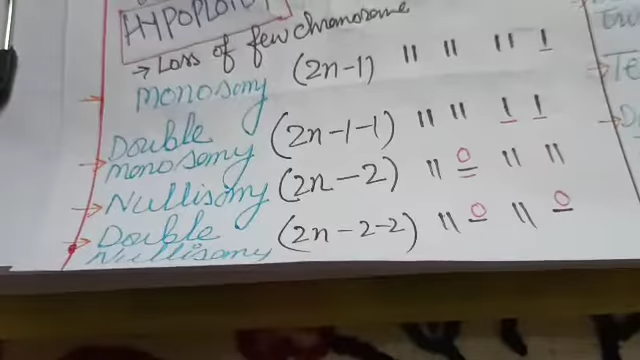 HYPOPLOIDY
→ Loss of few chromosome
→ Monosomy (2n-1) || || || |
→ Double monosomy (2n-1-1) || || | |
→ Nullisomy (2n-2) || 0 || ||
→ Double Nullisomy (2n-2-2) || 0 || 0